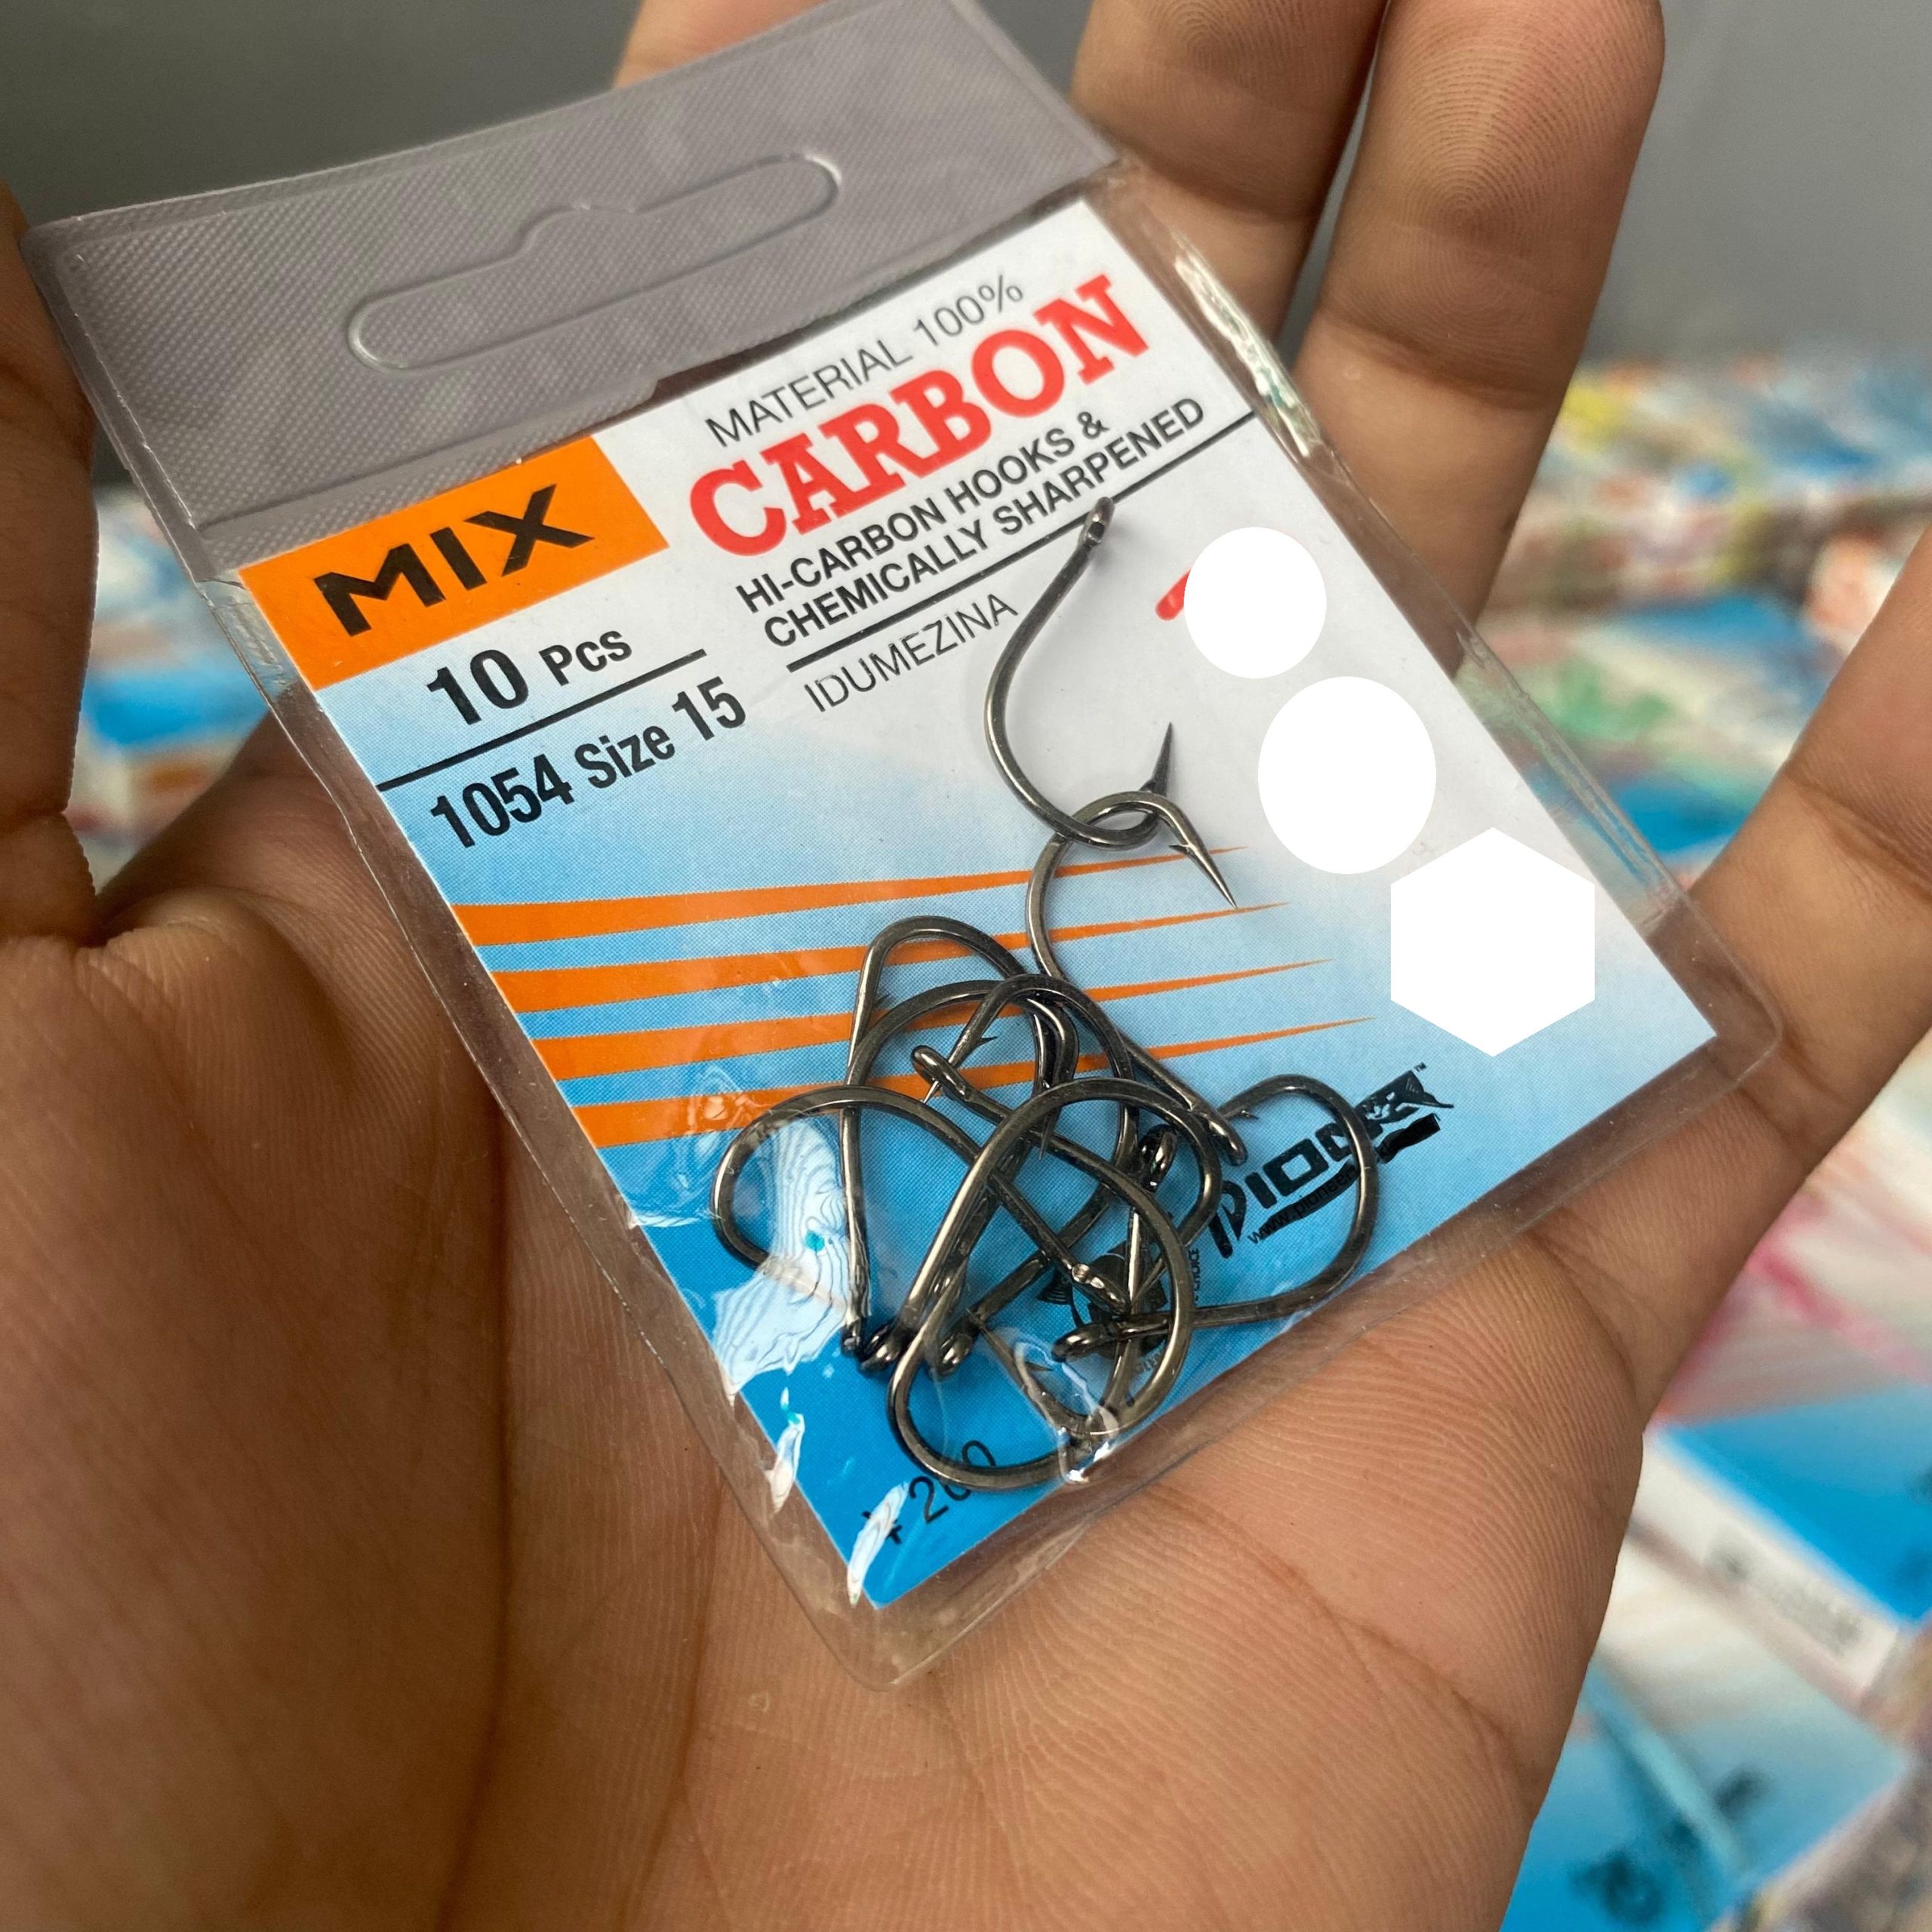 MATERIAL 100%
CARBON
HI-CARBON HOOKS &
CHEMICALLY SHARPENED
MIX
10 Pcs
1054 Size 15
IDUMEZINA